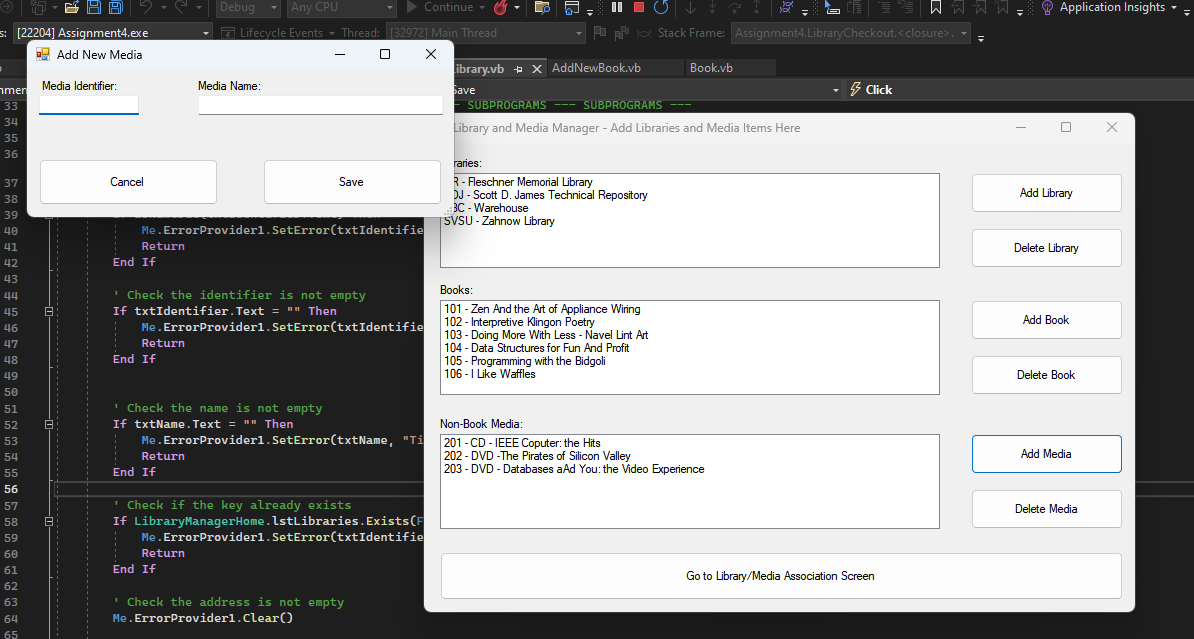 Debug Any CPU Continue Application Insights
[22204] Assignment4.exe Lifecycle Events Thread: [32972] Main Thread Stack Frame: Assignment4.LibraryCheckout.<closure>.
Add New Media
Media Identifier: Media Name:
Cancel Save
Library.vb AddNewBook.vb Book.vb
Save Click
33 --- SUBPROGRAMS --- SUBPROGRAMS ---
34
35
36
37
38
39
40 Me.ErrorProvider1.SetError(txtIdentifie
41 Return
42 End If
43
44 ' Check the identifier is not empty
45 If txtIdentifier.Text = "" Then
46 Me.ErrorProvider1.SetError(txtIdentifie
47 Return
48 End If
49
50
51 ' Check the name is not empty
52 If txtName.Text = "" Then
53 Me.ErrorProvider1.SetError(txtName, "Ti
54 Return
55 End If
56
57 ' Check if the key already exists
58 If LibraryManagerHome.lstLibraries.Exists(F
59 Me.ErrorProvider1.SetError(txtIdentifie
60 Return
61 End If
62
63 ' Check the address is not empty
64 Me.ErrorProvider1.Clear()
65
Library and Media Manager - Add Libraries and Media Items Here
raries:
R - Fleschner Memorial Library
DJ - Scott D. James Technical Repository
BC - Warehouse
SVSU - Zahnow Library
Add Library
Delete Library
Books:
101 - Zen And the Art of Appliance Wiring
102 - Interpretive Klingon Poetry
103 - Doing More With Less - Navel Lint Art
104 - Data Structures for Fun And Profit
105 - Programming with the Bidgoli
106 - I Like Waffles
Add Book
Delete Book
Non-Book Media:
201 - CD - IEEE Coputer: the Hits
202 - DVD -The Pirates of Silicon Valley
203 - DVD - Databases aAd You: the Video Experience
Add Media
Delete Media
Go to Library/Media Association Screen